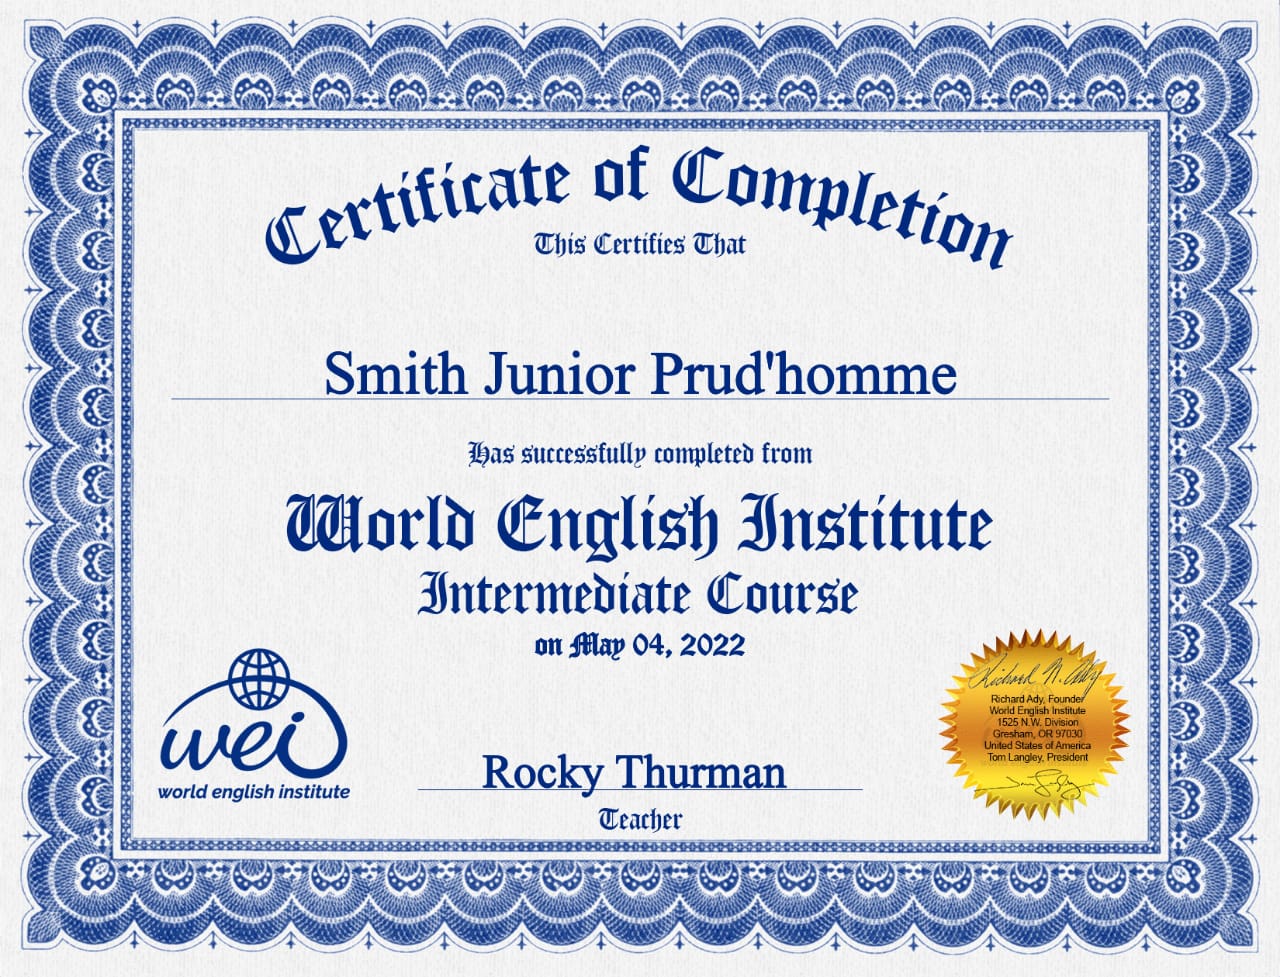 Certificate of Completion
This Certifies That
Smith Junior Prud'homme
Has successfully completed from
World English Institute
Intermediate Course
on May 04, 2022
wei
world english institute
Rocky Thurman
Teacher
Richard N. Ady
Richard Ady, Founder
World English Institute
1525 N.W. Division
Gresham, OR 97030
United States of America
Tom Langley, President